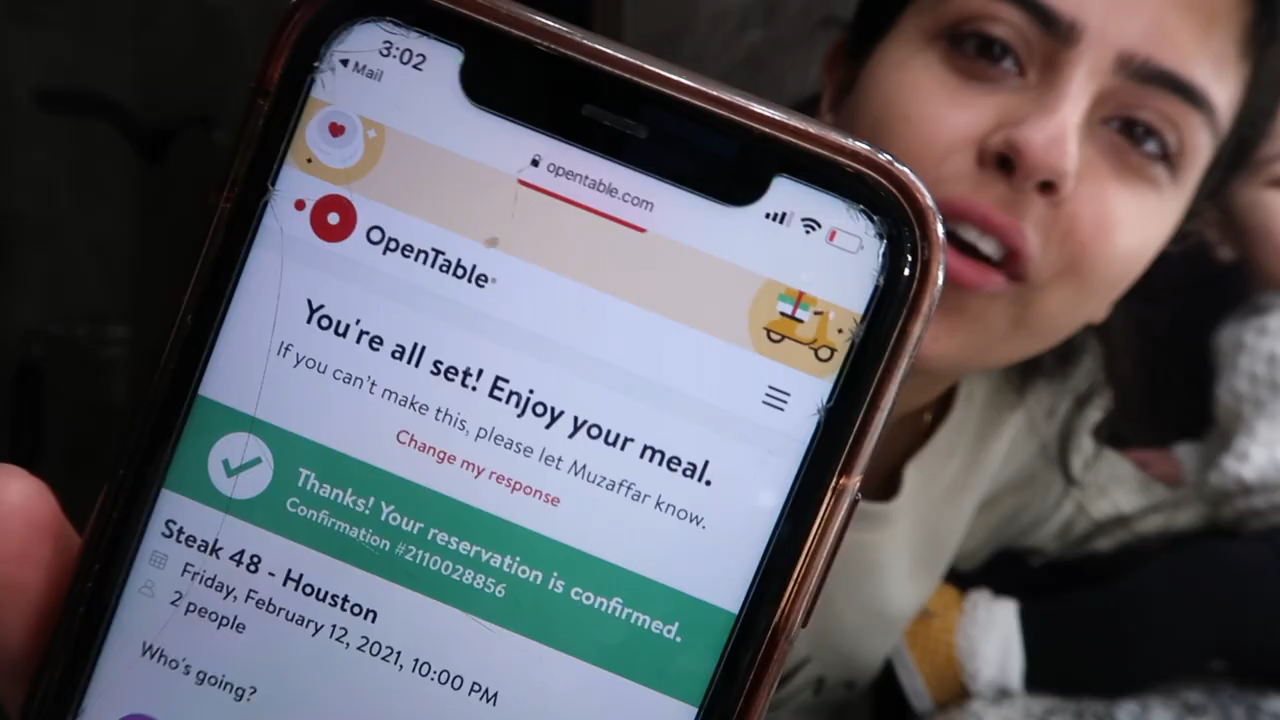 3:02
Mail
opentable.com
OpenTable
You're all set! Enjoy your meal.
If you can't make this, please let Muzaffar know.
Change my response
Thanks! Your reservation is confirmed.
Confirmation #2110028856
Steak 48 - Houston
Friday, February 12, 2021, 10:00 PM
2 people
Who's going?